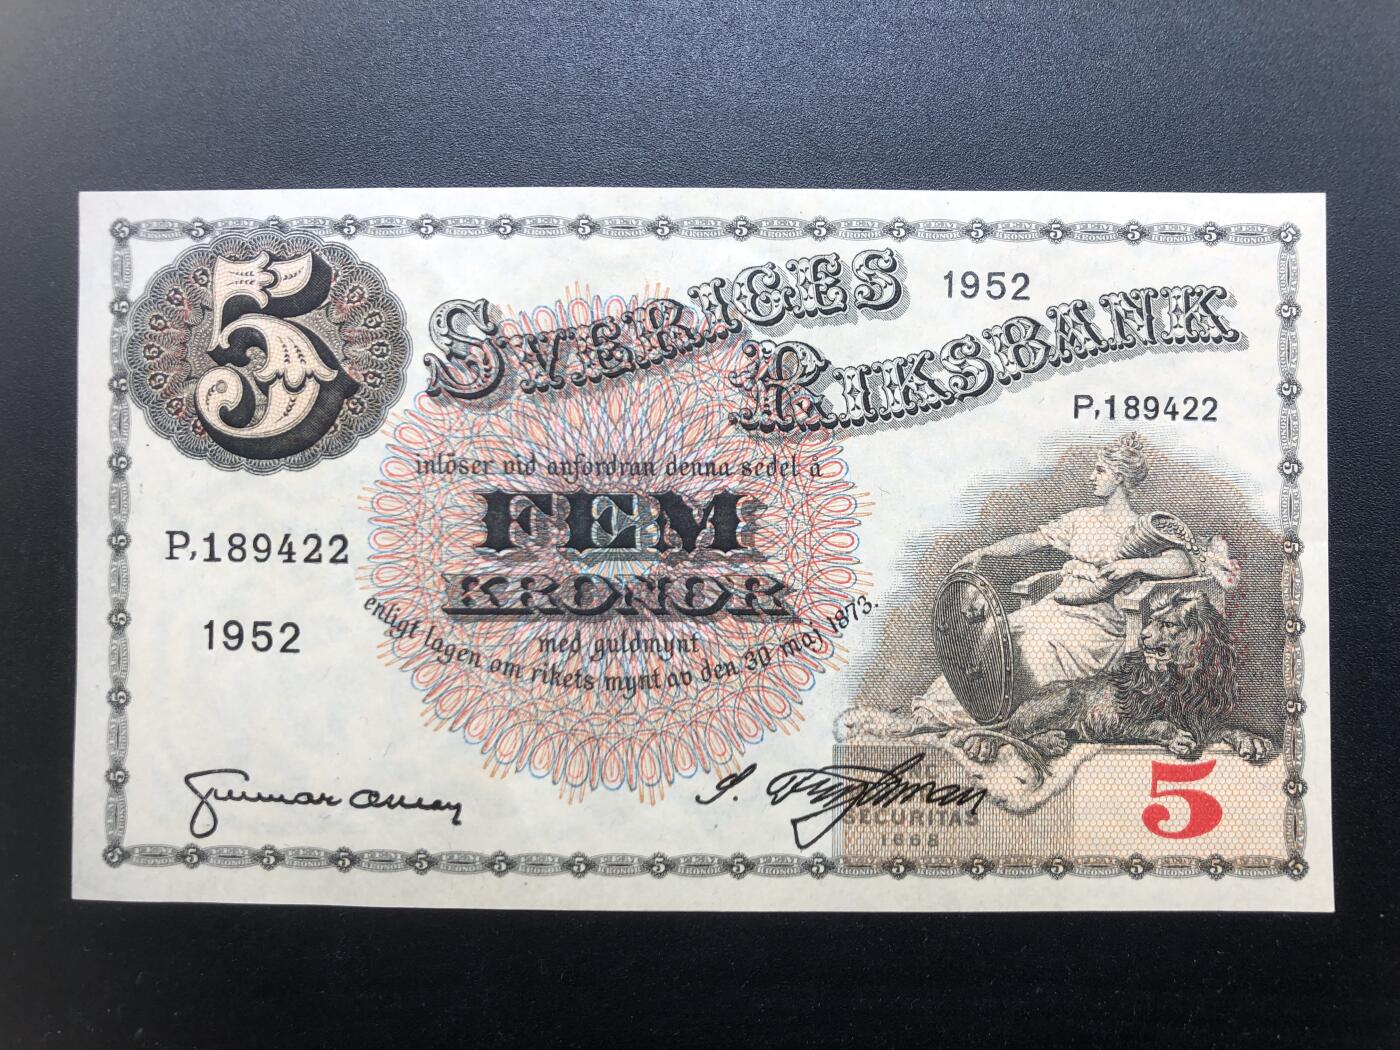 5
SVERIGES
RIKSBANK
1952
P,189422
inlöser vid anfordran denna sedel å
FEM
KRONOR
med guldmynt
enligt lagen om rikets mynt av den 30 maj 1873.
P,189422
1952
SECURITAS
1668
5